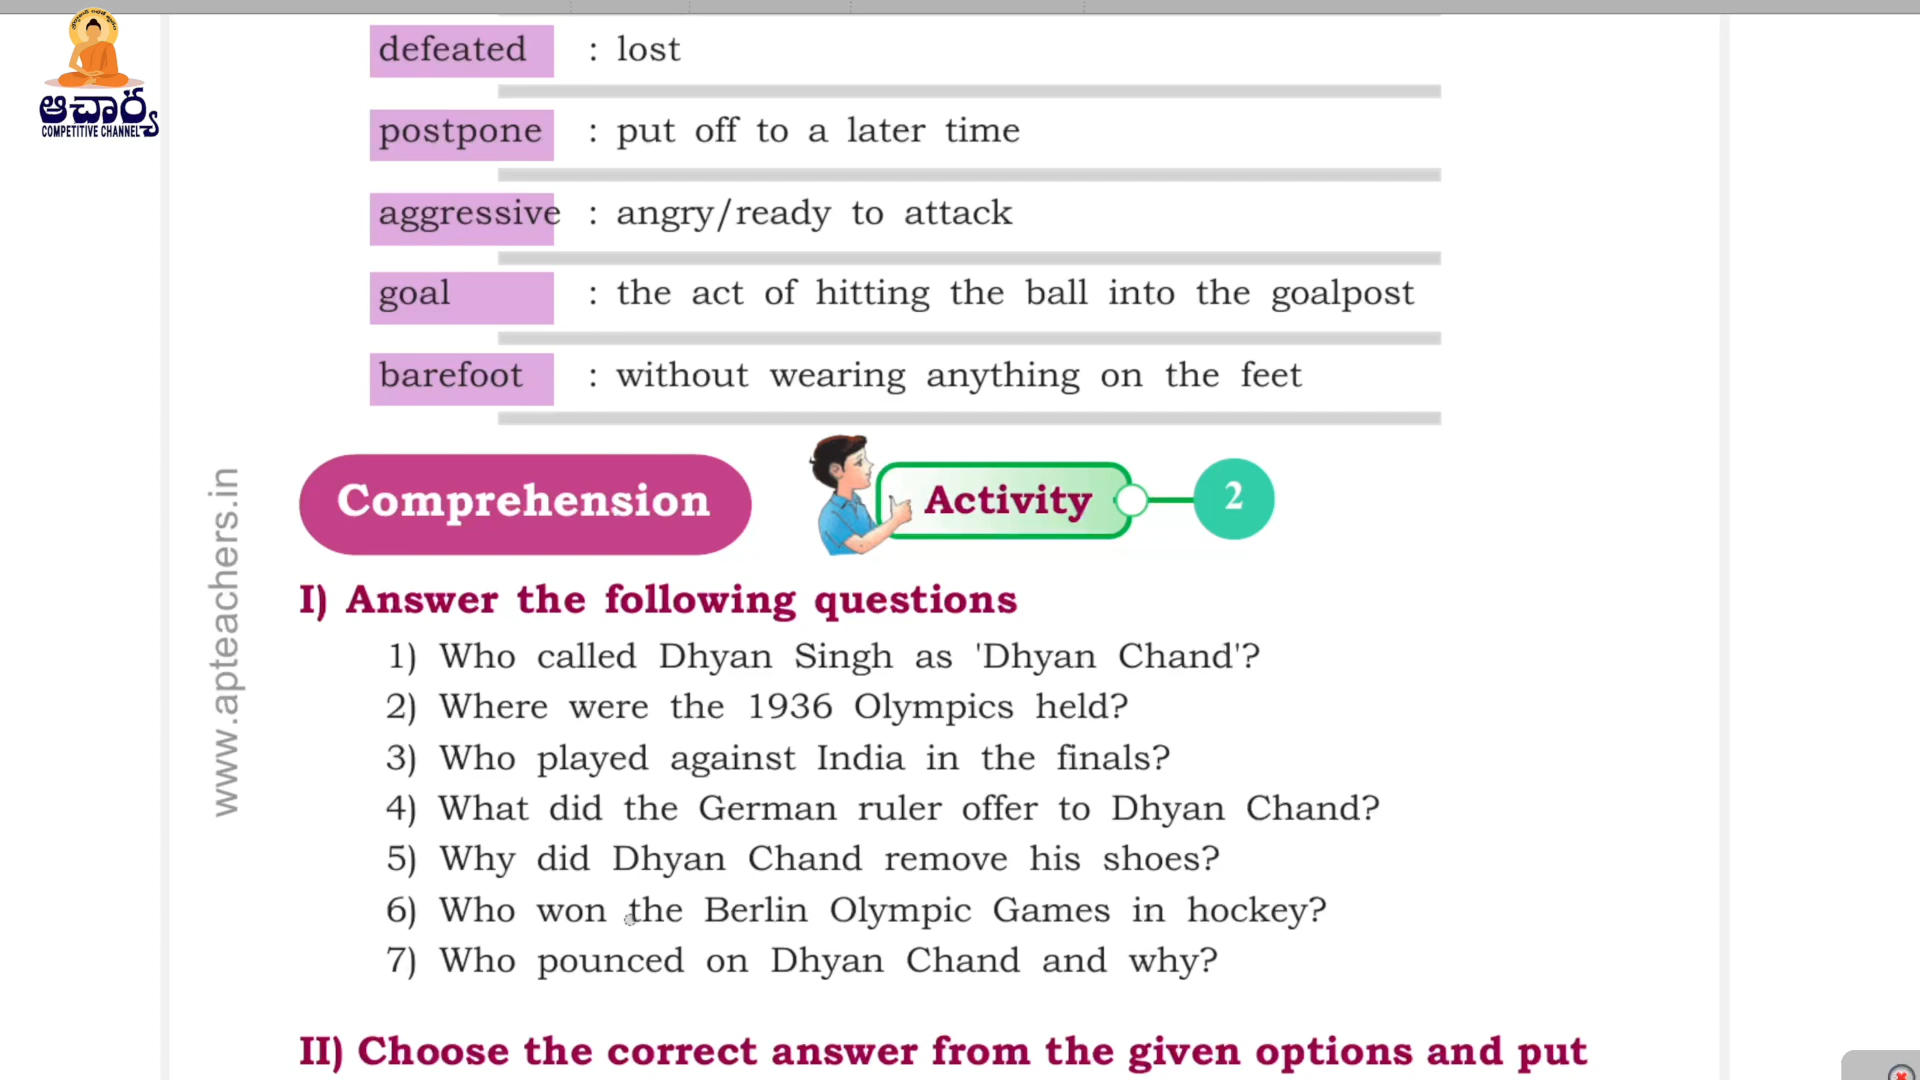 ఆచార్య
COMPETITIVE CHANNEL
defeated : lost
postpone : put off to a later time
aggressive : angry/ready to attack
goal : the act of hitting the ball into the goalpost
barefoot : without wearing anything on the feet
www.apteachers.in
Comprehension
Activity 2
I) Answer the following questions
1) Who called Dhyan Singh as 'Dhyan Chand'?
2) Where were the 1936 Olympics held?
3) Who played against India in the finals?
4) What did the German ruler offer to Dhyan Chand?
5) Why did Dhyan Chand remove his shoes?
6) Who won the Berlin Olympic Games in hockey?
7) Who pounced on Dhyan Chand and why?
II) Choose the correct answer from the given options and put